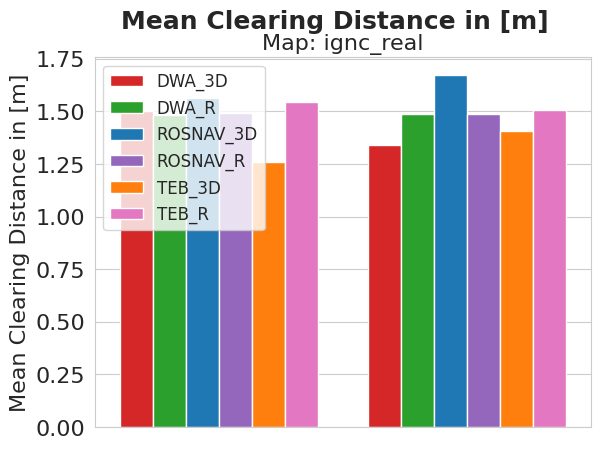 Mean Clearing Distance in [m]
Map: ignc_real
Mean Clearing Distance in [m]
1.75
1.50
1.25
1.00
0.75
0.50
0.25
0.00
DWA_3D
DWA_R
ROSNAV_3D
ROSNAV_R
TEB_3D
TEB_R